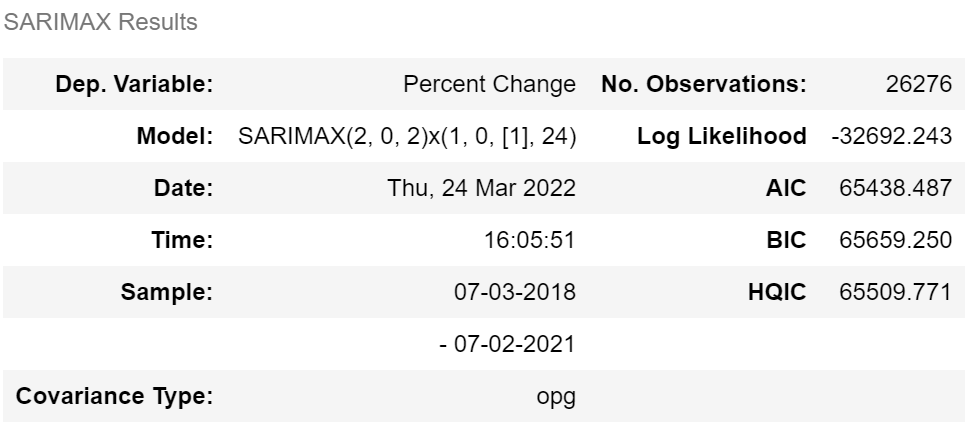 SARIMAX Results
Dep. Variable: Percent Change No. Observations: 26276
Model: SARIMAX(2, 0, 2)x(1, 0, [1], 24) Log Likelihood -32692.243
Date: Thu, 24 Mar 2022 AIC 65438.487
Time: 16:05:51 BIC 65659.250
Sample: 07-03-2018 HQIC 65509.771
- 07-02-2021
Covariance Type: opg